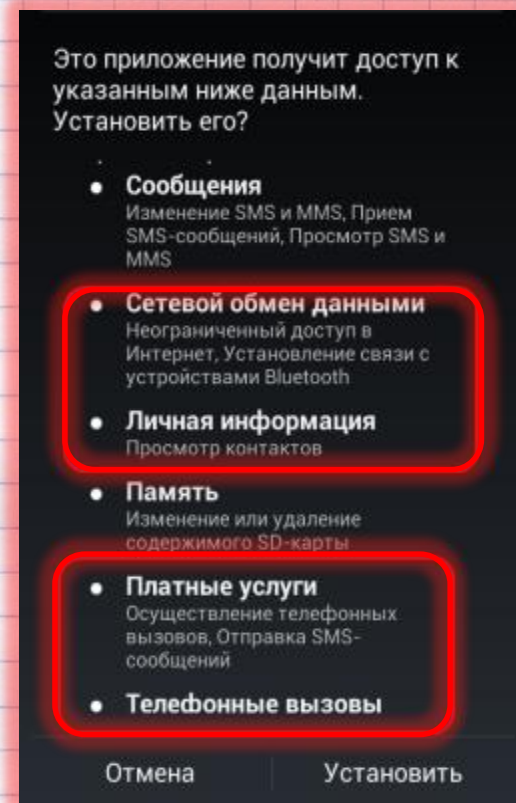 Это приложение получит доступ к
указанным ниже данным.
Установить его?
Сообщения
Изменение SMS и MMS, Прием
SMS-сообщений, Просмотр SMS и
MMS
Сетевой обмен данными
Неограниченный доступ в
Интернет, Установление связи с
устройствами Bluetooth
Личная информация
Просмотр контактов
Память
Изменение или удаление
содержимого SD-карты
Платные услуги
Осуществление телефонных
вызовов, Отправка SMS-
сообщений
Телефонные вызовы
Отмена
Установить